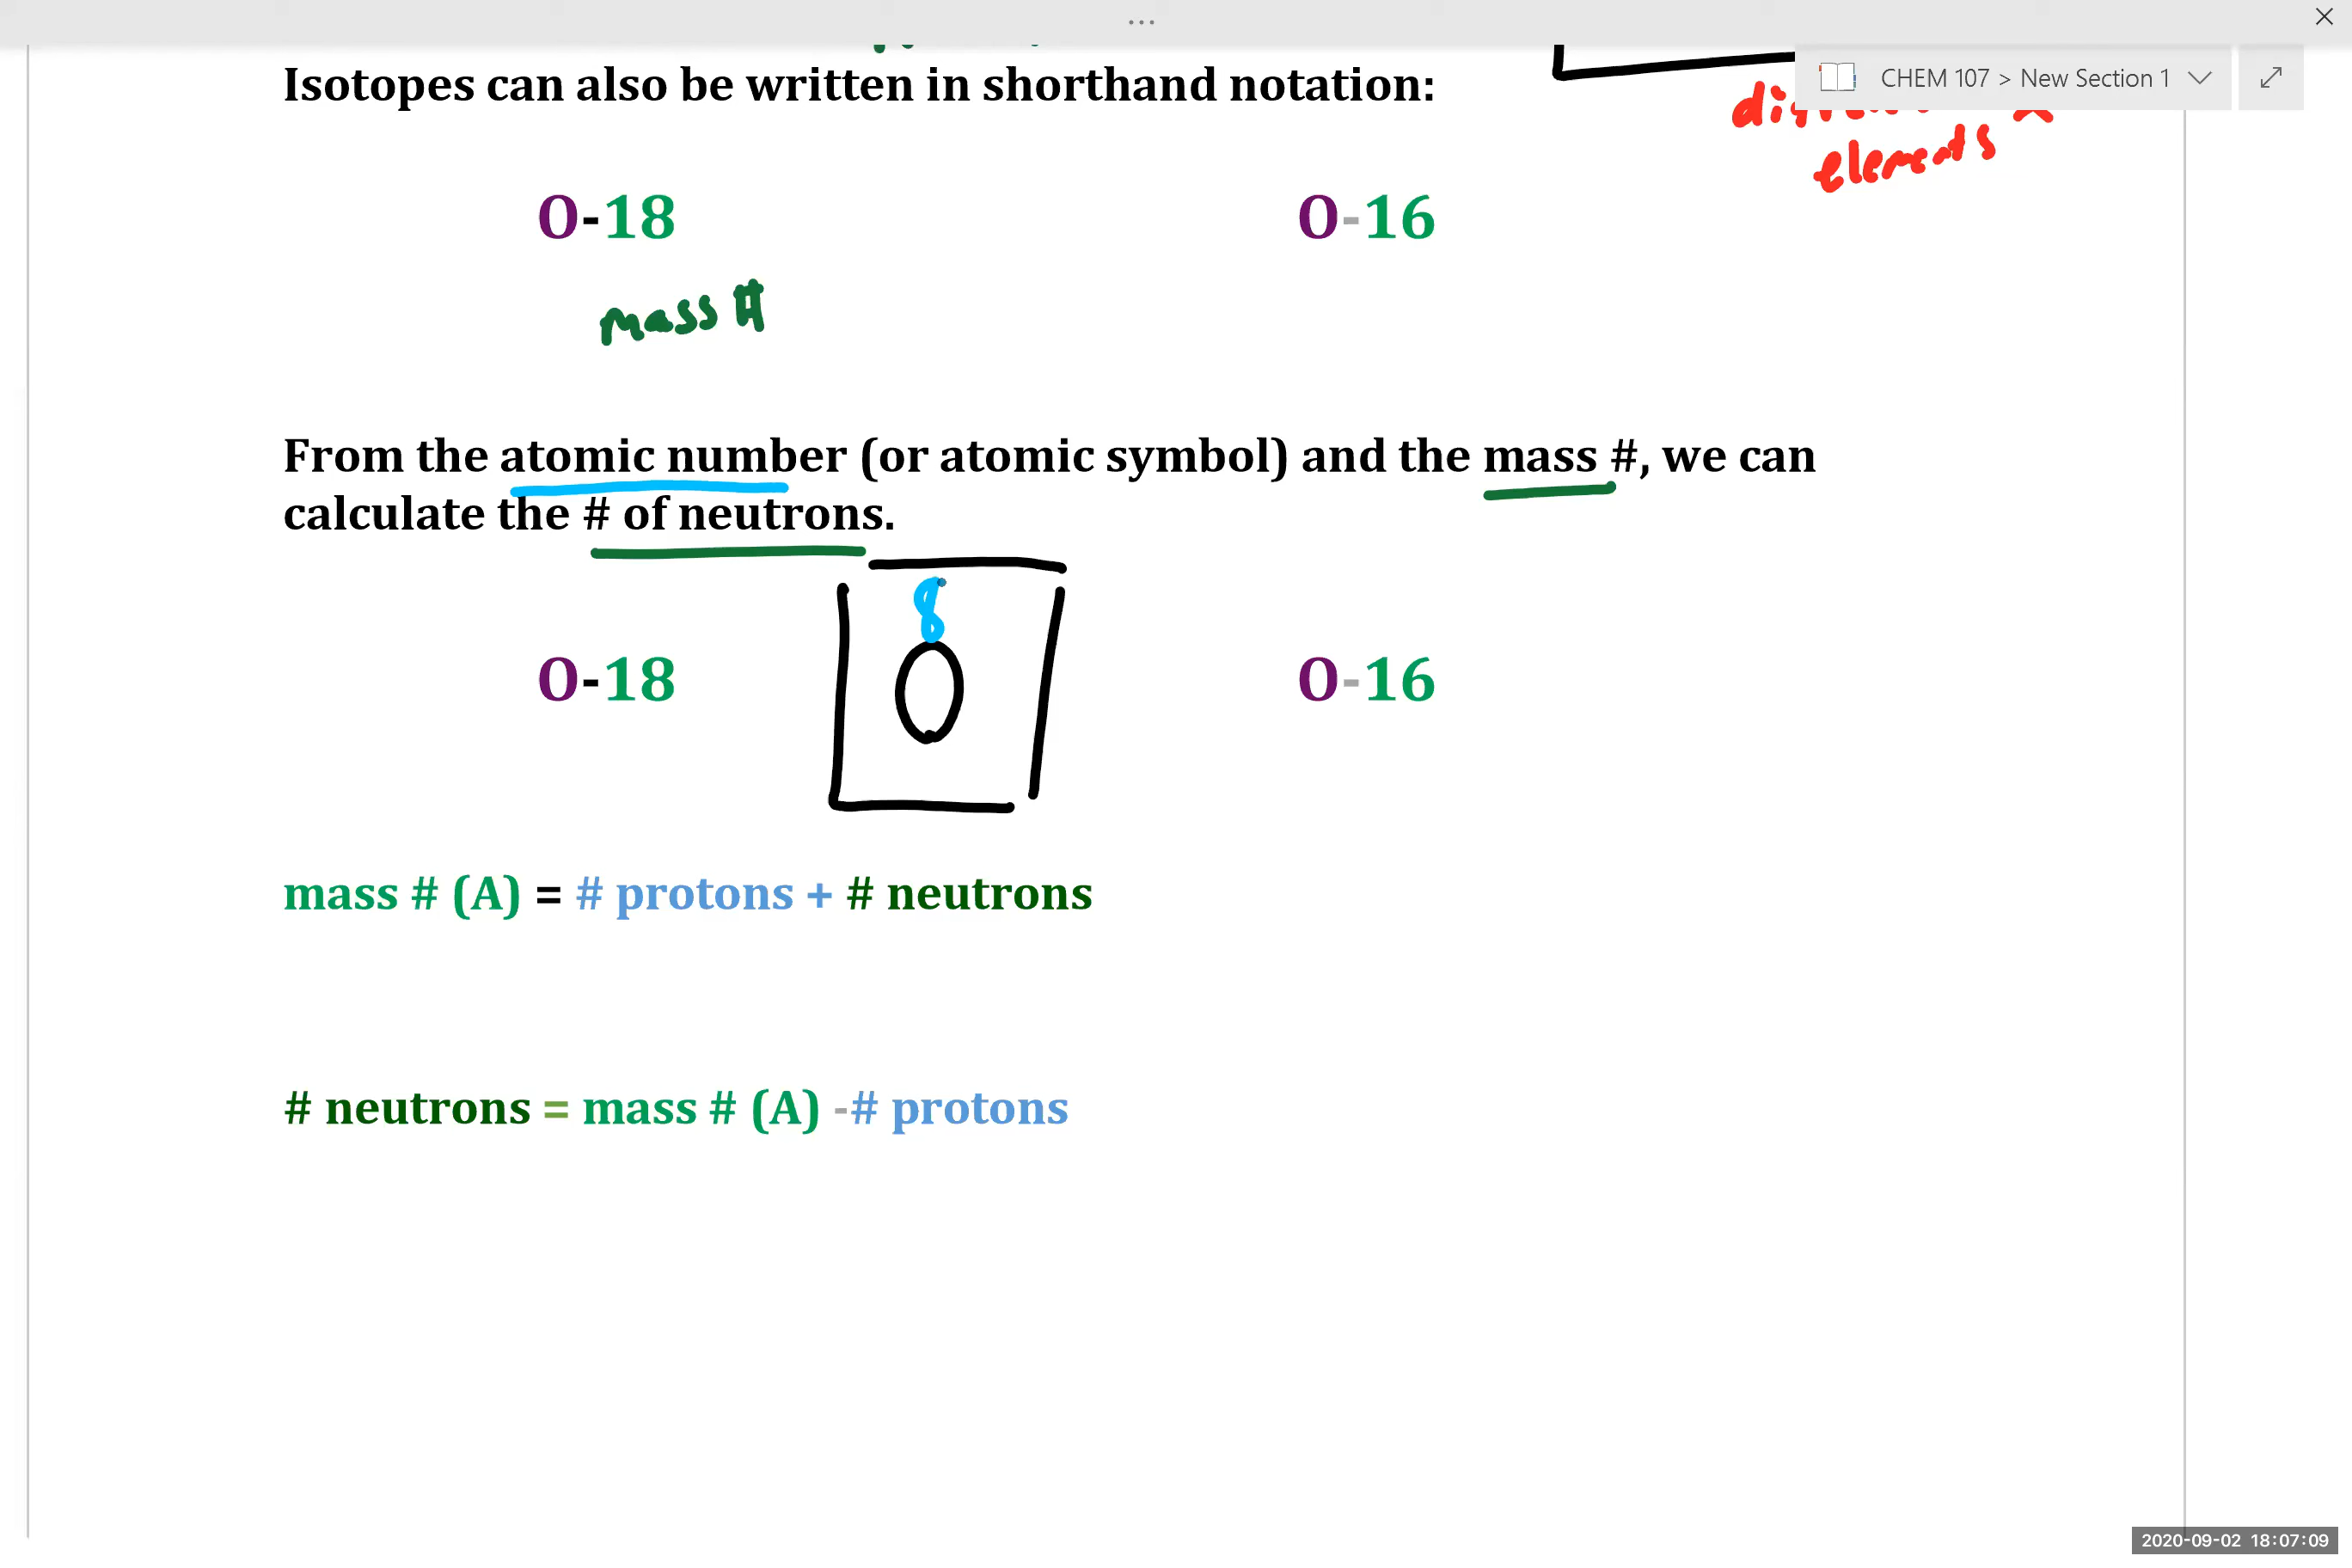 CHEM 107 > New Section 1
Isotopes can also be written in shorthand notation:
elements
O-18 O-16
mass #
From the atomic number (or atomic symbol) and the mass #, we can
calculate the # of neutrons.
8
O-18 O O-16
mass # (A) = # protons + # neutrons
# neutrons = mass # (A) -# protons
2020-09-02 18:07:09